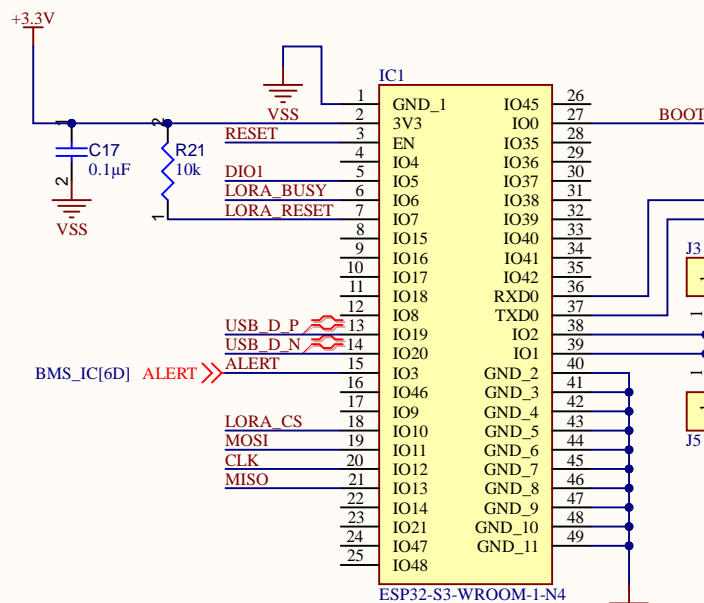 +3.3V
IC1
1 GND_1 IO45 26
VSS 2 3V3 IO0 27 BOOT
RESET 3 EN IO35 28
4 IO4 IO36 29
DIO1 5 IO5 IO37 30
LORA_BUSY 6 IO6 IO38 31
LORA_RESET 7 IO7 IO39 32
8 IO15 IO40 33
9 IO16 IO41 34
10 IO17 IO42 35
11 IO18 RXD0 36
12 IO8 TXD0 37
USB_D_P 13 IO19 IO2 38
USB_D_N 14 IO20 IO1 39
BMS_IC[6D] ALERT ALERT 15 IO3 GND_2 40
16 IO46 GND_3 41
17 IO9 GND_4 42
LORA_CS 18 IO10 GND_5 43
MOSI 19 IO11 GND_6 44
CLK 20 IO12 GND_7 45
MISO 21 IO13 GND_8 46
22 IO14 GND_9 47
23 IO21 GND_10 48
24 IO47 GND_11 49
25 IO48
ESP32-S3-WROOM-1-N4
1
C17
0.1µF
2
VSS
2
R21
10k
1
J3
1
1
J5